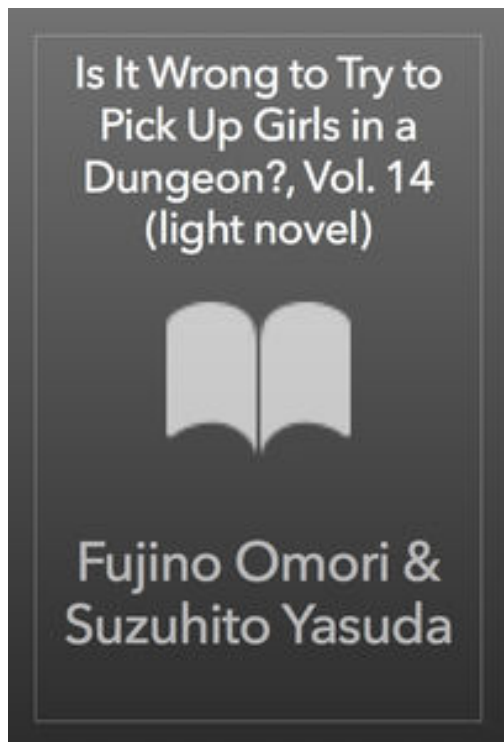 Is It Wrong to Try to
Pick Up Girls in a
Dungeon?, Vol. 14
(light novel)
Fujino Omori &
Suzuhito Yasuda